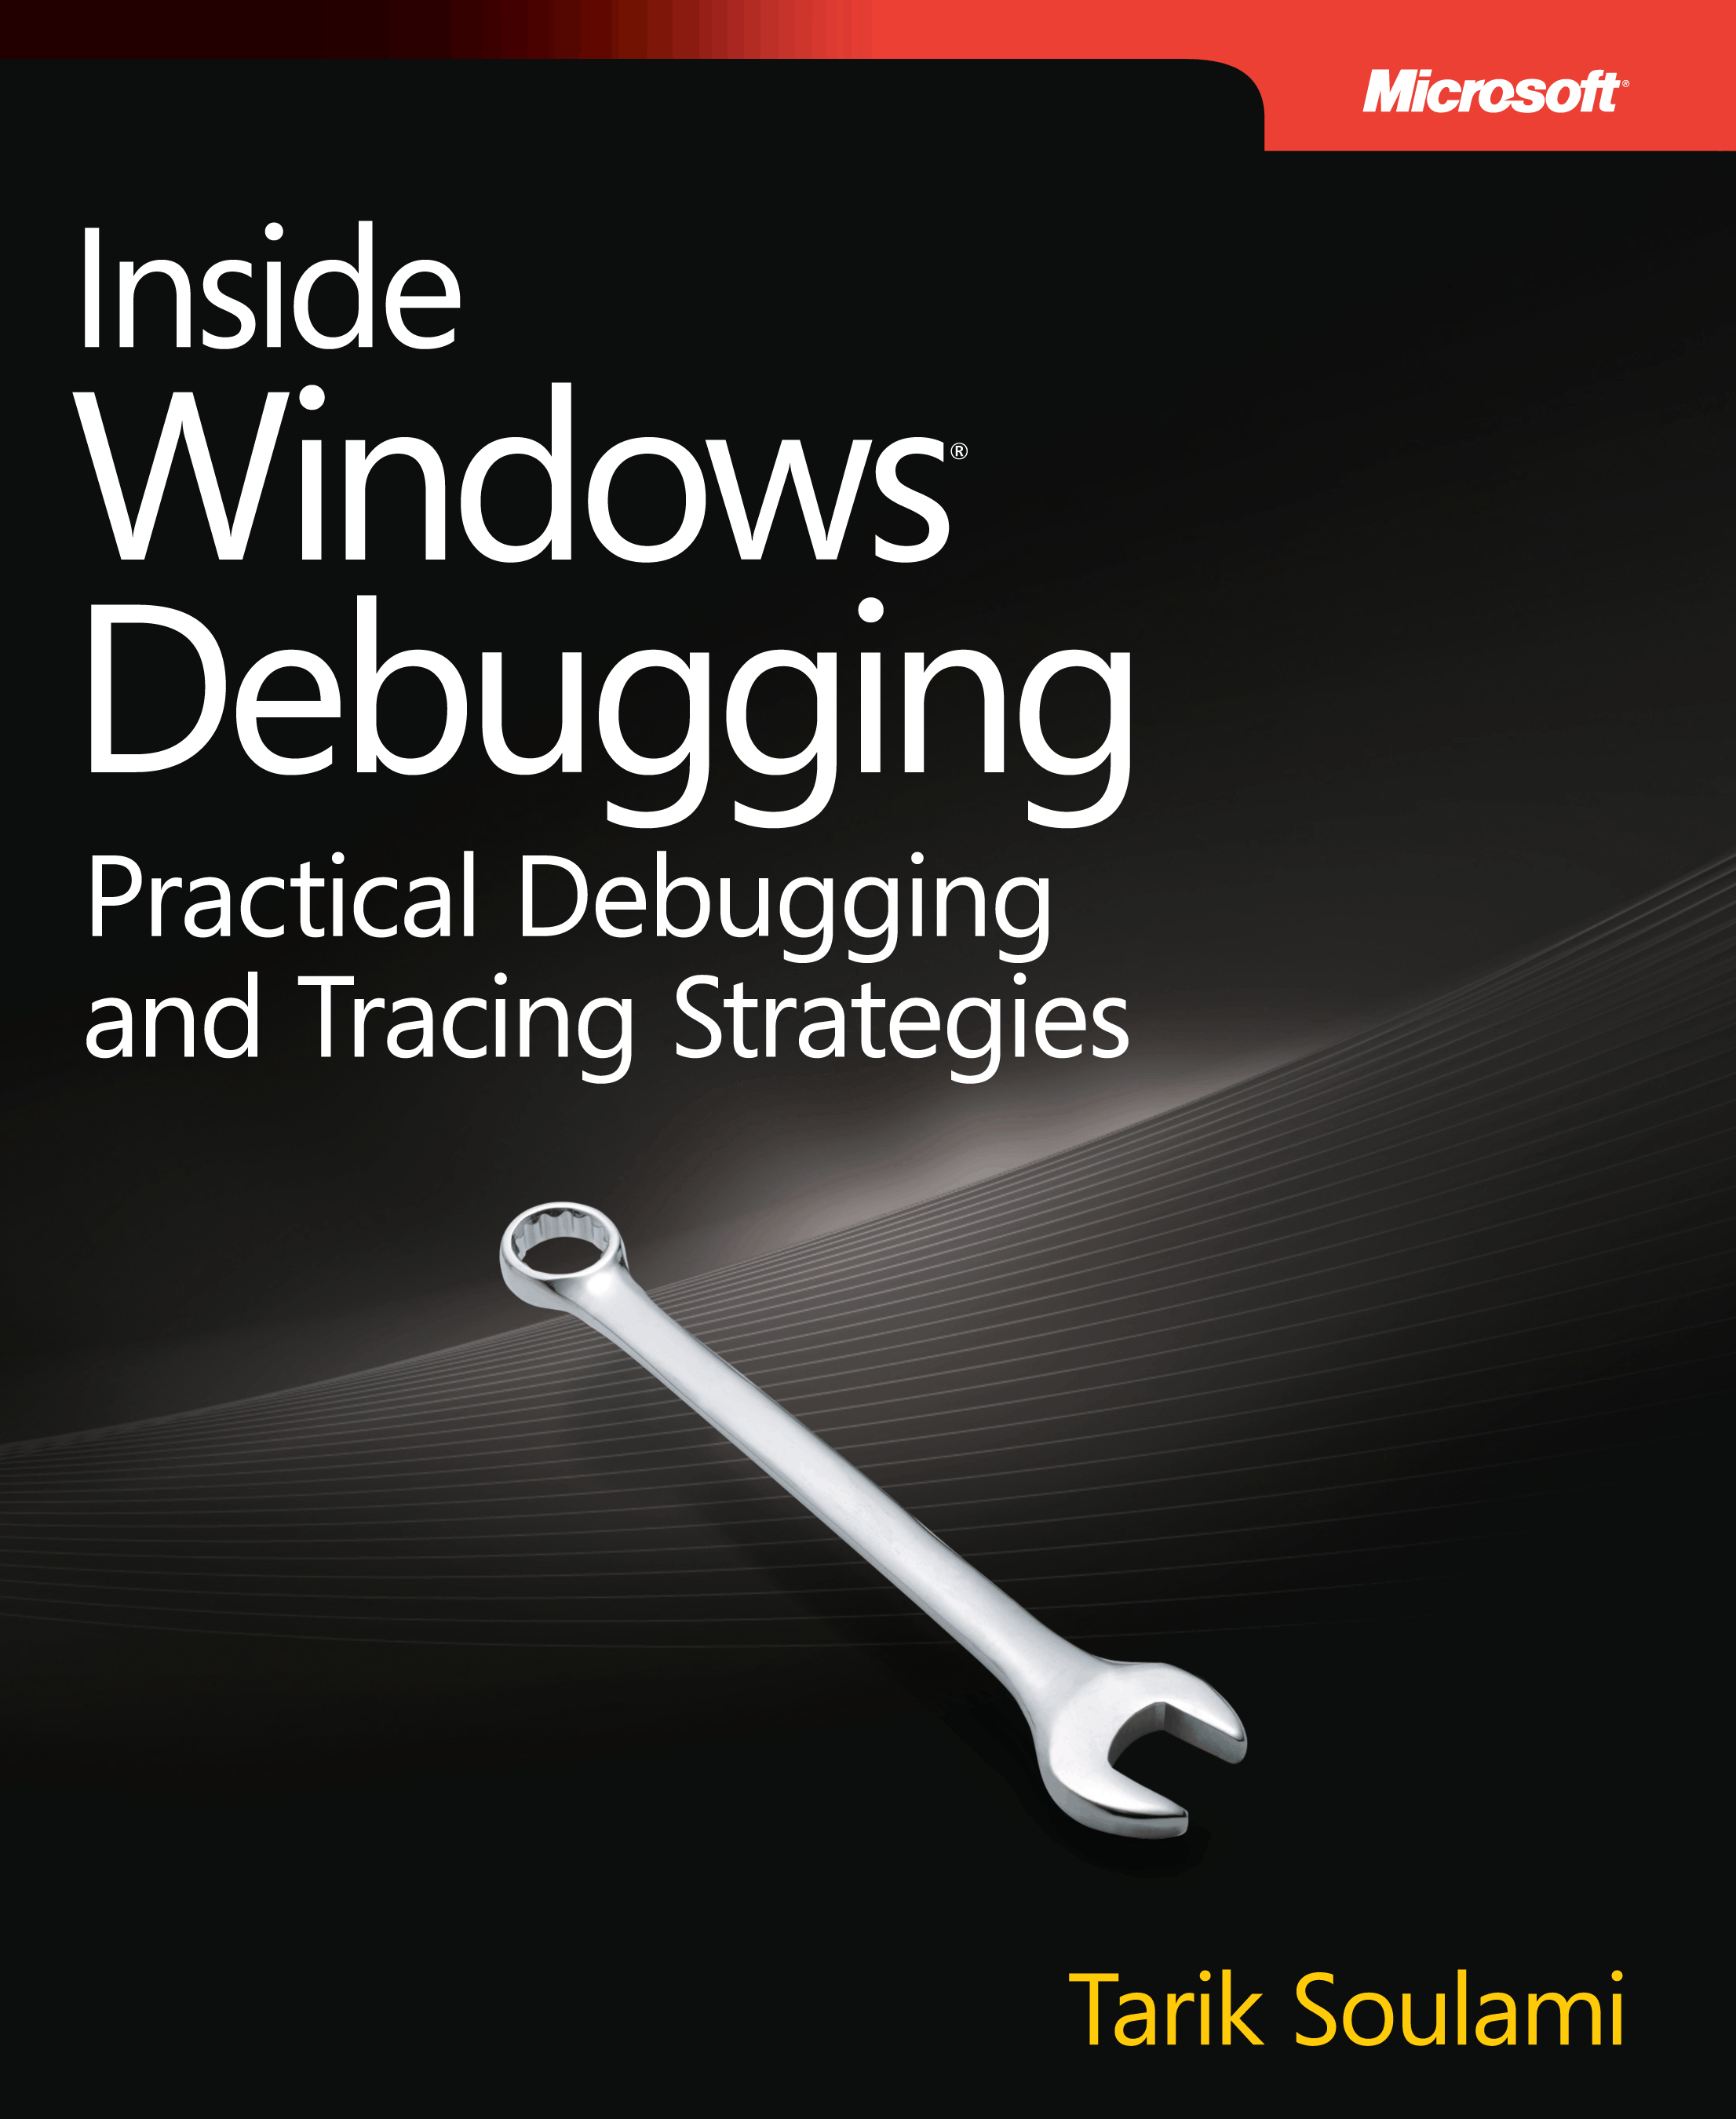 Microsoft®
Inside
Windows®
Debugging
Practical Debugging
and Tracing Strategies
Tarik Soulami